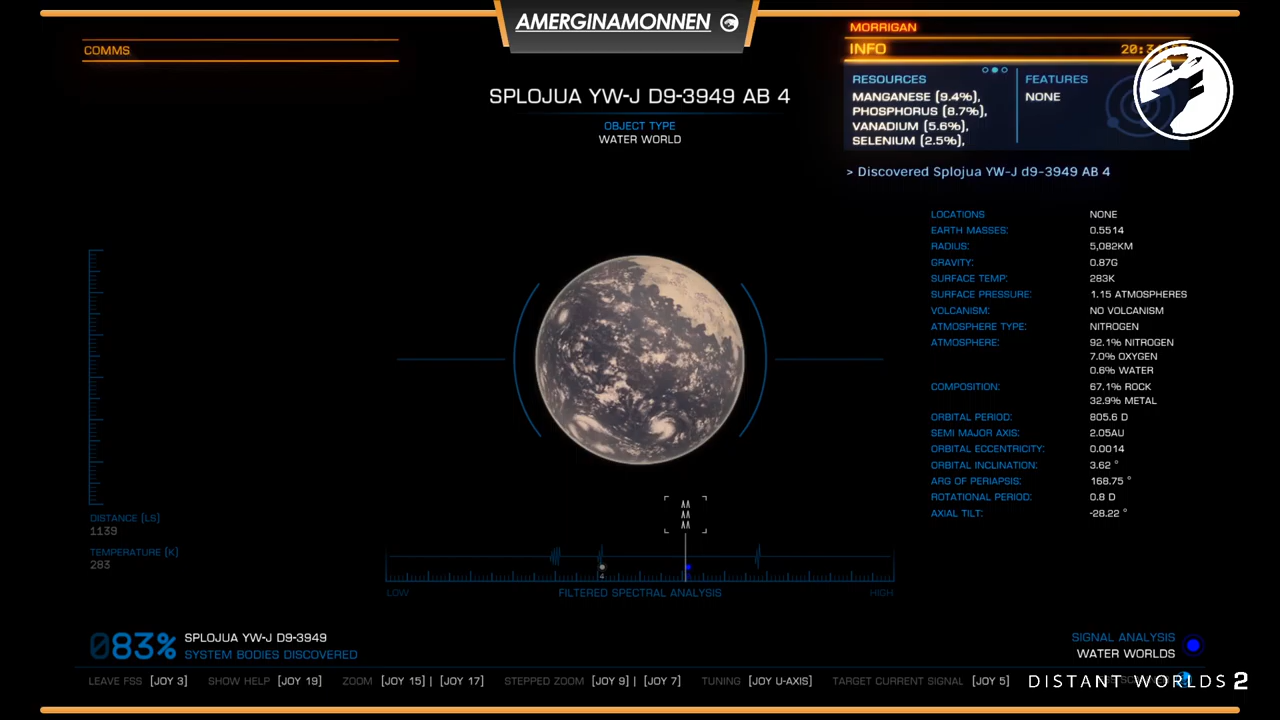 AMERGINAMONNEN
COMMS
MORRIGAN
INFO
RESOURCES
MANGANESE (9.4%),
PHOSPHORUS (8.7%),
VANADIUM (5.6%),
SELENIUM (2.5%),
FEATURES
NONE
SPLOJUA YW-J D9-3949 AB 4
OBJECT TYPE
WATER WORLD
> Discovered Splojua YW-J d9-3949 AB 4
LOCATIONS NONE
EARTH MASSES: 0.5514
RADIUS: 5,082KM
GRAVITY: 0.87G
SURFACE TEMP: 283K
SURFACE PRESSURE: 1.15 ATMOSPHERES
VOLCANISM: NO VOLCANISM
ATMOSPHERE TYPE: NITROGEN
ATMOSPHERE: 92.1% NITROGEN
7.0% OXYGEN
0.6% WATER
COMPOSITION: 67.1% ROCK
32.9% METAL
ORBITAL PERIOD: 805.6 D
SEMI MAJOR AXIS: 2.05AU
ORBITAL ECCENTRICITY: 0.0014
ORBITAL INCLINATION: 3.62 °
ARG OF PERIAPSIS: 168.75 °
ROTATIONAL PERIOD: 0.8 D
AXIAL TILT: -28.22 °
DISTANCE (LS)
1139
TEMPERATURE (K)
283
4
LOW FILTERED SPECTRAL ANALYSIS HIGH
083% SPLOJUA YW-J D9-3949
SYSTEM BODIES DISCOVERED
SIGNAL ANALYSIS
WATER WORLDS
LEAVE FSS [JOY 3] SHOW HELP [JOY 19] ZOOM [JOY 15] | [JOY 17] STEPPED ZOOM [JOY 9] | [JOY 7] TUNING [JOY U-AXIS] TARGET CURRENT SIGNAL [JOY 5]
DISTANT WORLDS 2